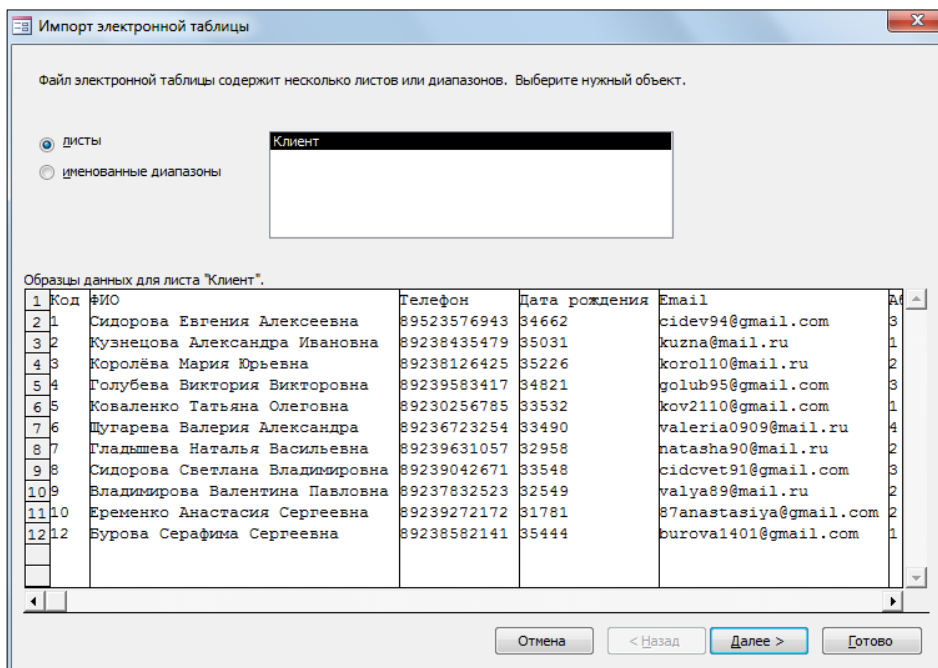 Импорт электронной таблицы
Файл электронной таблицы содержит несколько листов или диапазонов. Выберите нужный объект.
листы
Клиент
именованные диапазоны
Образцы данных для листа "Клиент".
1 Код ФИО Телефон Дата рождения Email Аб
2 1 Сидорова Евгения Алексеевна 89523576943 34662 cidev94@gmail.com 3
3 2 Кузнецова Александра Ивановна 89238435479 35031 kuzna@mail.ru 1
4 3 Королёва Мария Юрьевна 89238126425 35226 korol10@mail.ru 2
5 4 Голубева Виктория Викторовна 89239583417 34821 golub95@gmail.com 3
6 5 Коваленко Татьяна Олеговна 89230256785 33532 kov2110@gmail.com 1
7 6 Щугарева Валерия Александра 89236723254 33490 valeria0909@mail.ru 4
8 7 Гладышева Наталья Васильевна 89239631057 32958 natasha90@mail.ru 2
9 8 Сидорова Светлана Владимировна 89239042671 33548 cidcvet91@gmail.com 3
10 9 Владимирова Валентина Павловна 89237832523 32549 valya89@mail.ru 2
11 10 Еременко Анастасия Сергеевна 89239272172 31781 87anastasiya@gmail.com 2
12 12 Бурова Серафима Сергеевна 89238582141 35444 burova1401@gmail.com 1
Отмена < Назад Далее > Готово